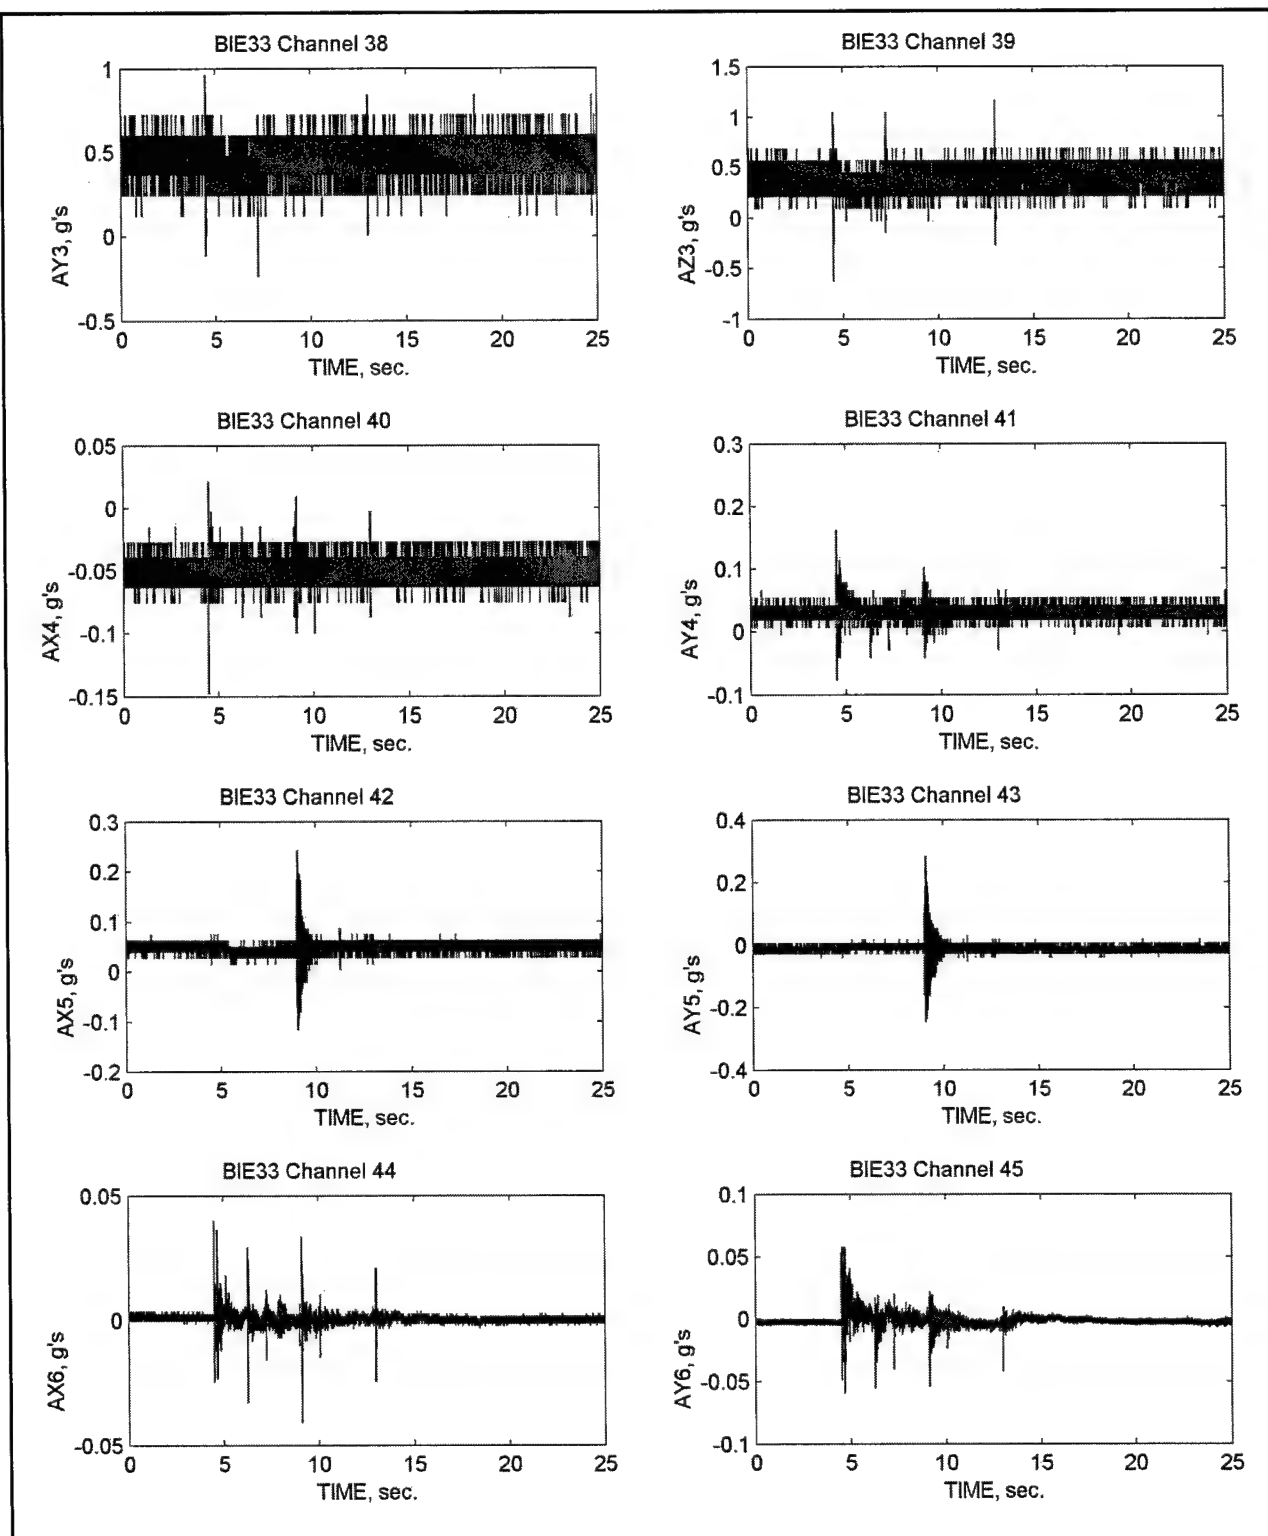 BIE33 Channel 38
1
0.5
0
-0.5
AY3, g's
0 5 10 15 20 25
TIME, sec.
BIE33 Channel 39
1.5
1
0.5
0
-0.5
-1
AZ3, g's
0 5 10 15 20 25
TIME, sec.
BIE33 Channel 40
0.05
0
-0.05
-0.1
-0.15
AX4, g's
0 5 10 15 20 25
TIME, sec.
BIE33 Channel 41
0.3
0.2
0.1
0
-0.1
AY4, g's
0 5 10 15 20 25
TIME, sec.
BIE33 Channel 42
0.3
0.2
0.1
0
-0.1
-0.2
AX5, g's
0 5 10 15 20 25
TIME, sec.
BIE33 Channel 43
0.4
0.2
0
-0.2
-0.4
AY5, g's
0 5 10 15 20 25
TIME, sec.
BIE33 Channel 44
0.05
0
-0.05
AX6, g's
0 5 10 15 20 25
TIME, sec.
BIE33 Channel 45
0.1
0.05
0
-0.05
-0.1
AY6, g's
0 5 10 15 20 25
TIME, sec.